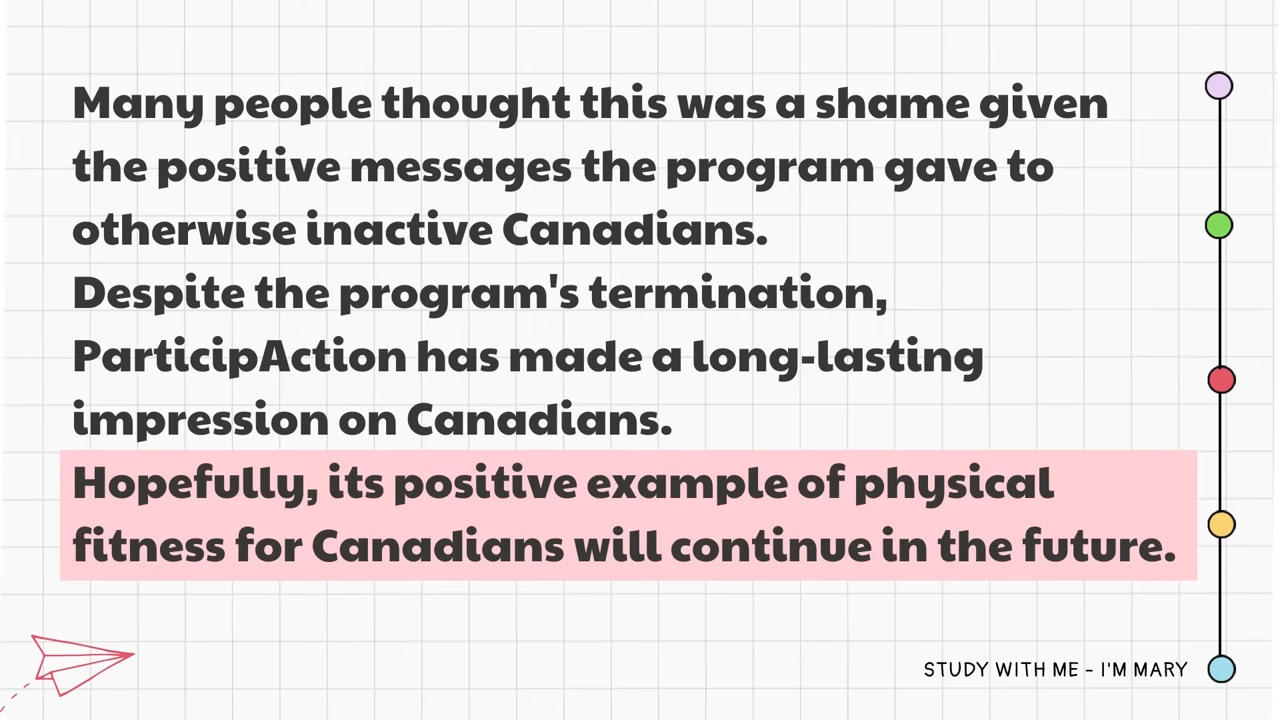 Many people thought this was a shame given
the positive messages the program gave to
otherwise inactive Canadians.
Despite the program's termination,
ParticipAction has made a long-lasting
impression on Canadians.
Hopefully, its positive example of physical
fitness for Canadians will continue in the future.
STUDY WITH ME - I'M MARY